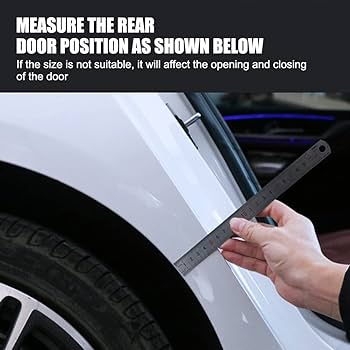 MEASURE THE REAR
DOOR POSITION AS SHOWN BELOW
If the size is not suitable, it will affect the opening and closing
of the door